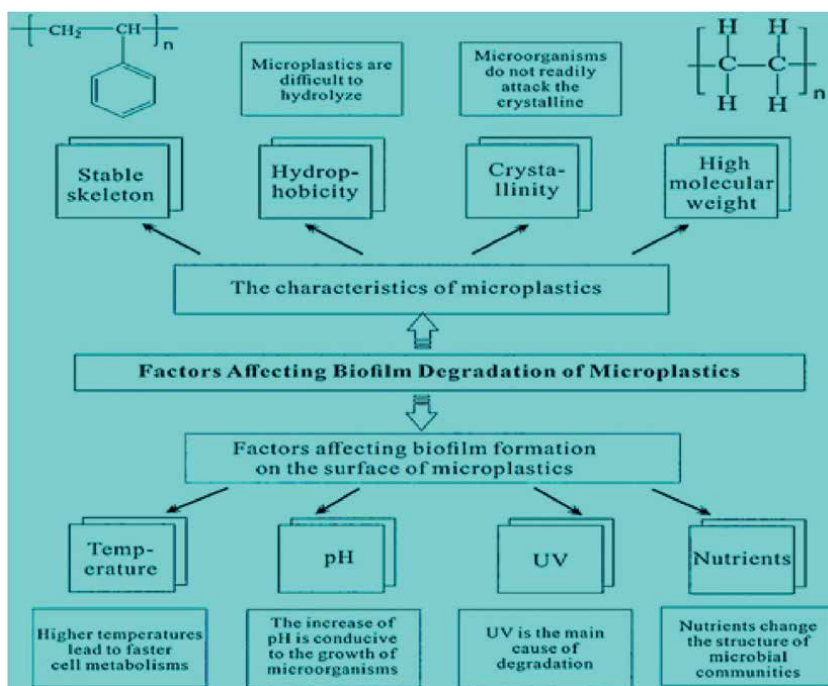 CH₂ CH n
Microplastics are
difficult to
hydrolyze
Microorganisms
do not readily
attack the
crystalline
H H
C C
H H
n
Stable
skeleton
Hydrop-
hobicity
Crysta-
llinity
High
molecular
weight
The characteristics of microplastics
Factors Affecting Biofilm Degradation of Microplastics
Factors affecting biofilm formation
on the surface of microplastics
Temp-
erature
pH
UV
Nutrients
Higher temperatures
lead to faster
cell metabolisms
The increase of
pH is conducive
to the growth of
microorganisms
UV is the main
cause of
degradation
Nutrients change
the structure of
microbial
communities